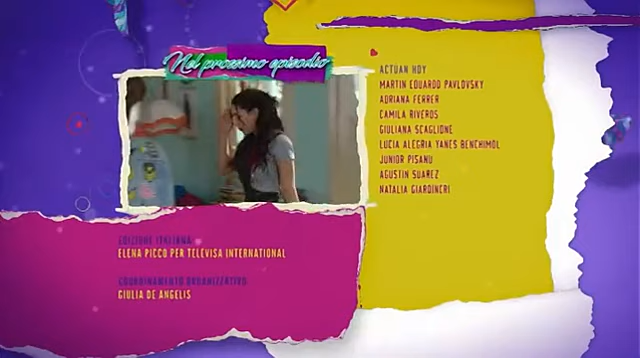 Nel prossimo episodio
ACTUAN HOY
MARTIN EDUARDO PAVLOVSKY
ADRIANA FERRER
CAMILA RIVEROS
GIULIANA SCAGLIONE
LUCIA ALEGRIA YANES BENCHIMOL
JUNIOR PISANU
AGUSTIN SUAREZ
NATALIA GIARDINERI
EDIZIONE ITALIANA:
ELENA PICCO PER TELEVISA INTERNATIONAL
COORDINAMENTO ORGANIZZATIVO:
GIULIA DE ANGELIS